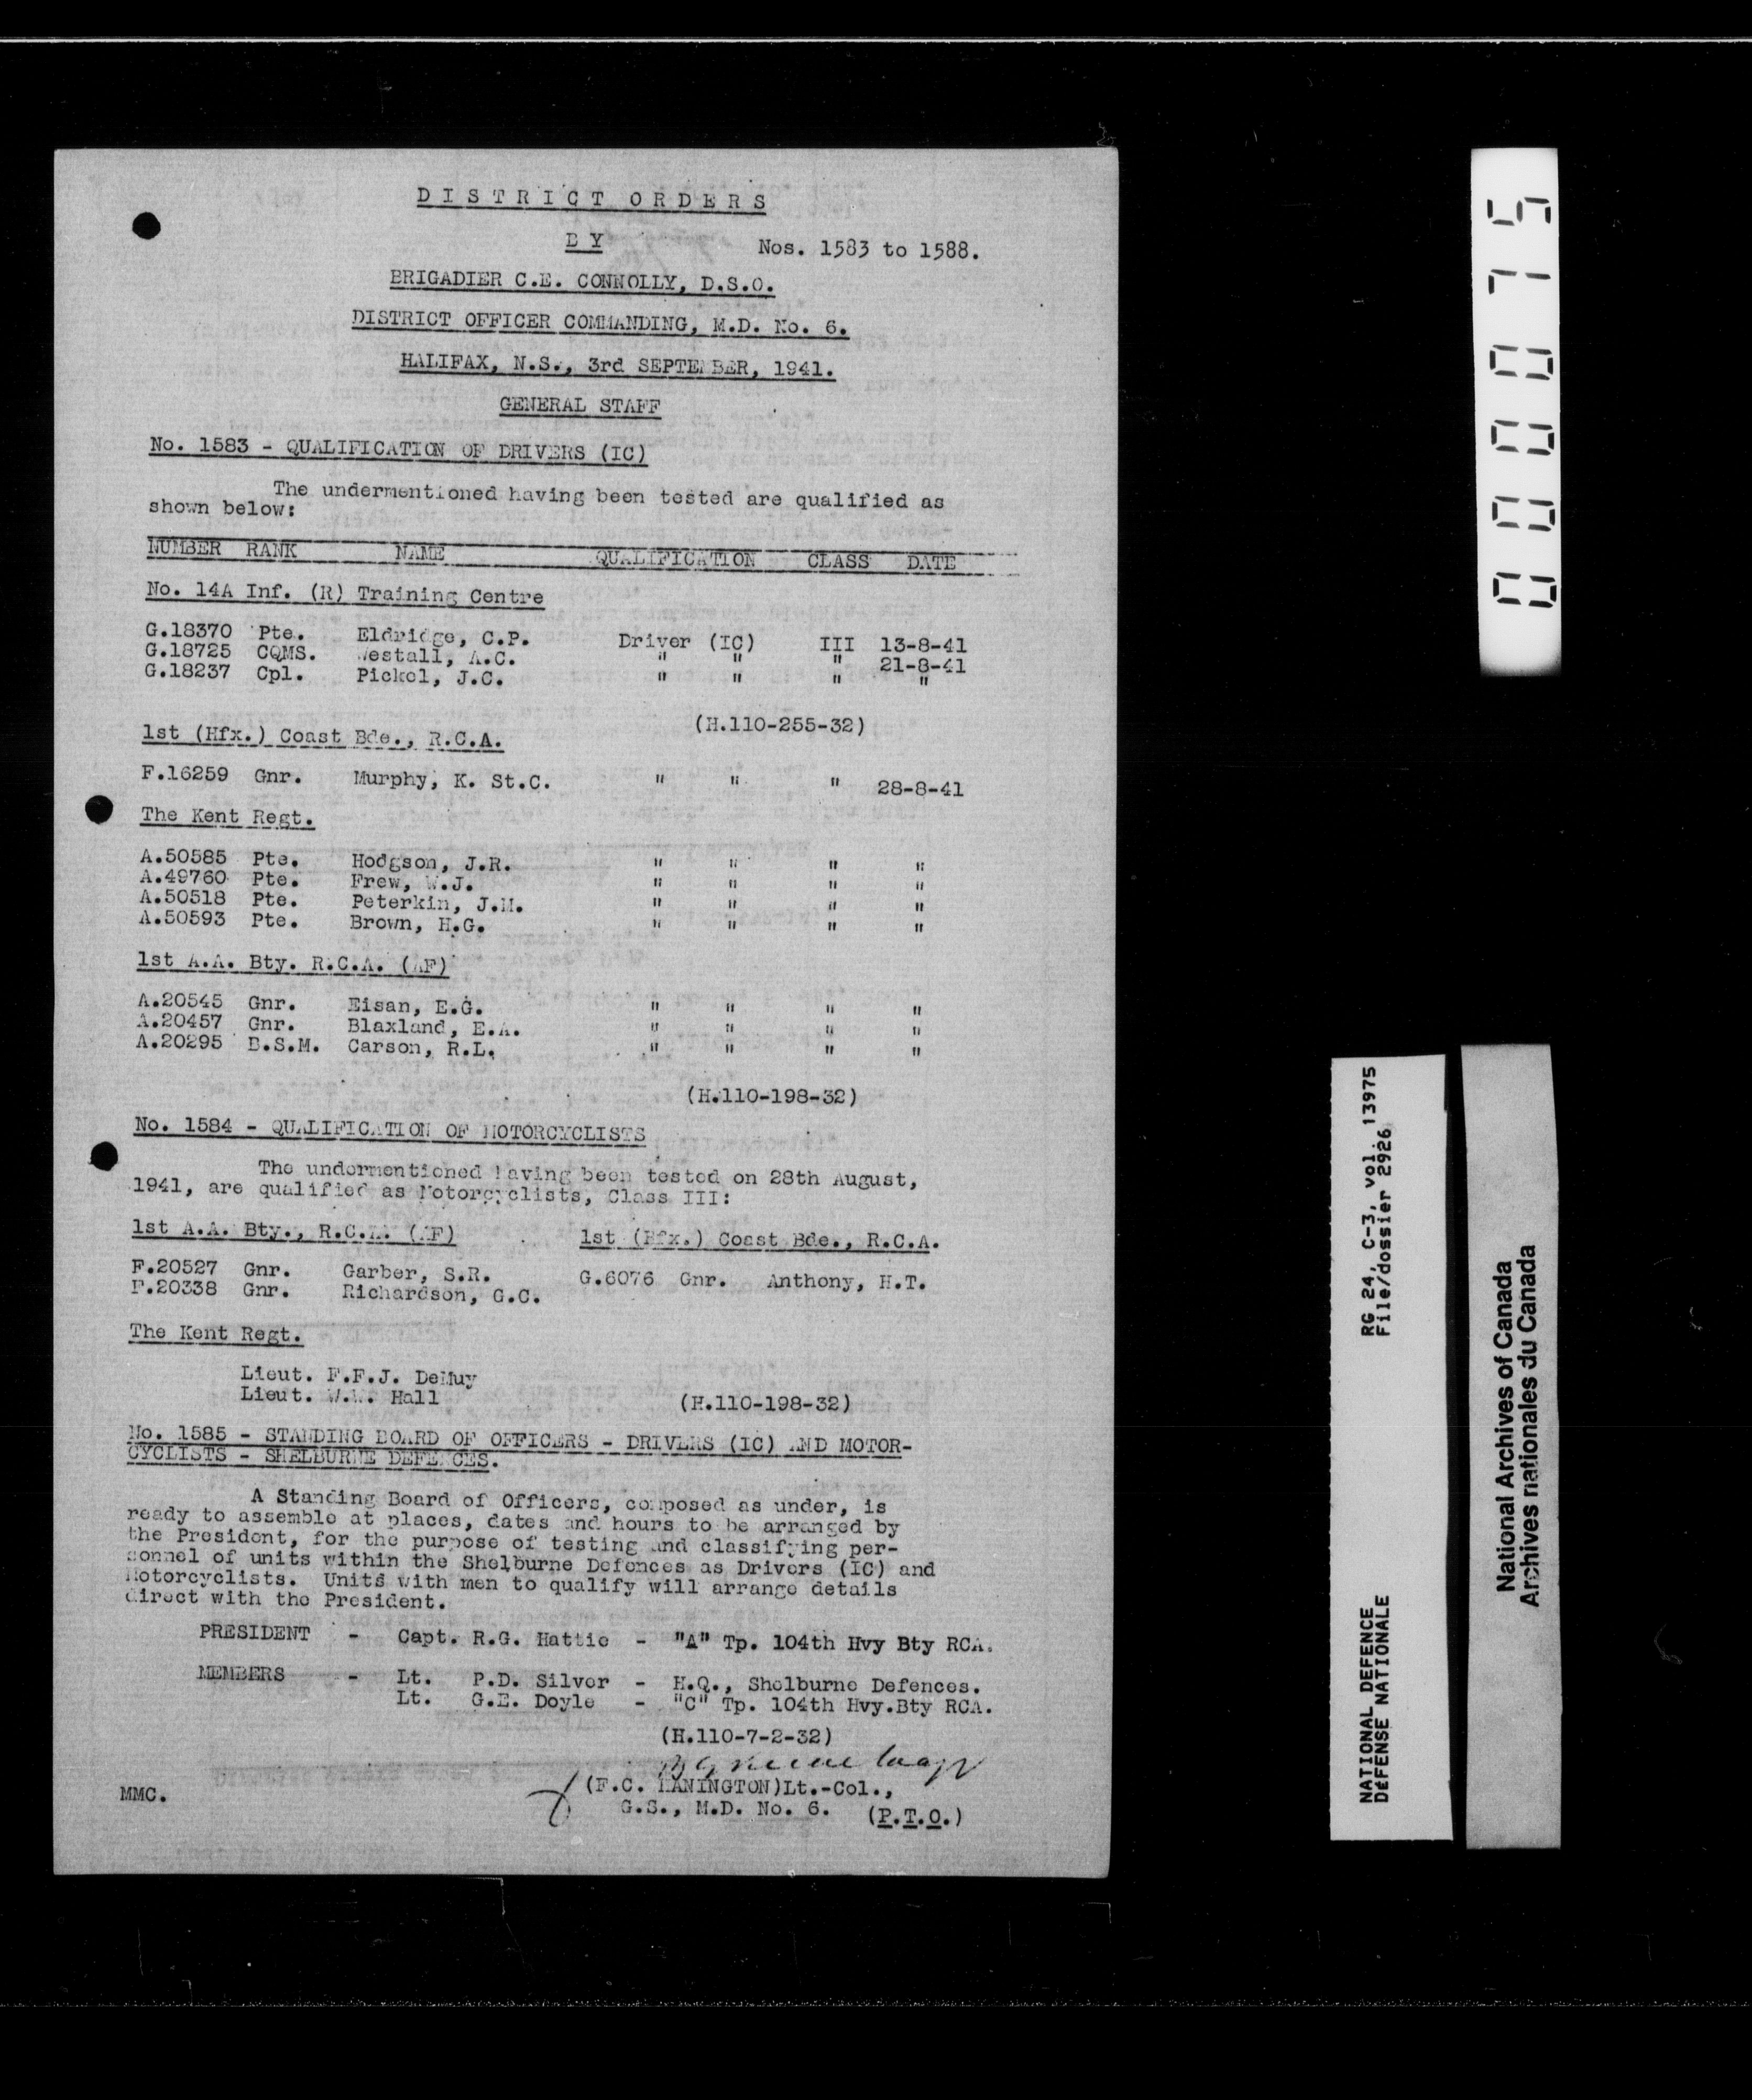 DISTRICT ORDERS
BY Nos. 1583 to 1588.
BRIGADIER C.E. CONNOLLY, D.S.O.
DISTRICT OFFICER COMMANDING, M.D. No. 6.
HALIFAX, N.S., 3rd SEPTEMBER, 1941.
GENERAL STAFF
No. 1583 - QUALIFICATION OF DRIVERS (IC)
The undermentioned having been tested are qualified as
shown below:
NUMBER RANK NAME QUALIFICATION CLASS DATE
No. 14A Inf. (R) Training Centre
G.18370 Pte. Eldridge, C.P. Driver (IC) III 13-8-41
G.18725 CQMS. Westall, A.C. " " " 21-8-41
G.18237 Cpl. Pickel, J.C. " " " "
(H.110-255-32)
1st (Hfx.) Coast Bde., R.C.A.
F.16259 Gnr. Murphy, K. St.C. " " " 28-8-41
The Kent Regt.
A.50585 Pte. Hodgson, J.R. " " " "
A.49760 Pte. Frew, W.J. " " " "
A.50518 Pte. Peterkin, J.M. " " " "
A.50593 Pte. Brown, H.G. " " " "
1st A.A. Bty. R.C.A. (AF)
A.20545 Gnr. Eisan, E.G. " " " "
A.20457 Gnr. Blaxland, E.A. " " " "
A.20295 B.S.M. Carson, R.L. " " " "
(H.110-198-32)
No. 1584 - QUALIFICATION OF MOTORCYCLISTS
The undermentioned having been tested on 28th August,
1941, are qualified as Motorcyclists, Class III:
1st A.A. Bty., R.C.A. (AF) 1st (Hfx.) Coast Bde., R.C.A.
F.20527 Gnr. Garber, S.R. G.6076 Gnr. Anthony, H.T.
F.20338 Gnr. Richardson, G.C.
The Kent Regt.
Lieut. F.F.J. DeMuy
Lieut. W.W. Hall (H.110-198-32)
No. 1585 - STANDING BOARD OF OFFICERS - DRIVERS (IC) AND MOTOR-
CYCLISTS - SHELBURNE DEFENCES.
A Standing Board of Officers, composed as under, is
ready to assemble at places, dates and hours to be arranged by
the President, for the purpose of testing and classifying per-
sonnel of units within the Shelburne Defences as Drivers (IC) and
Motorcyclists. Units with men to qualify will arrange details
direct with the President.
PRESIDENT - Capt. R.G. Hattie - "A" Tp. 104th Hvy Bty RCA.
MEMBERS - Lt. P.D. Silver - H.Q., Shelburne Defences.
Lt. G.E. Doyle - "C" Tp. 104th Hvy.Bty RCA.
(H.110-7-2-32)
(F.C. HANINGTON)Lt.-Col.,
MMC. G.S., M.D. No. 6. (P.T.O.)
000075
RG 24, C-3, vol. 13975
File/dossier 2926
NATIONAL DEFENCE
DÉFENSE NATIONALE
National Archives of Canada
Archives nationales du Canada